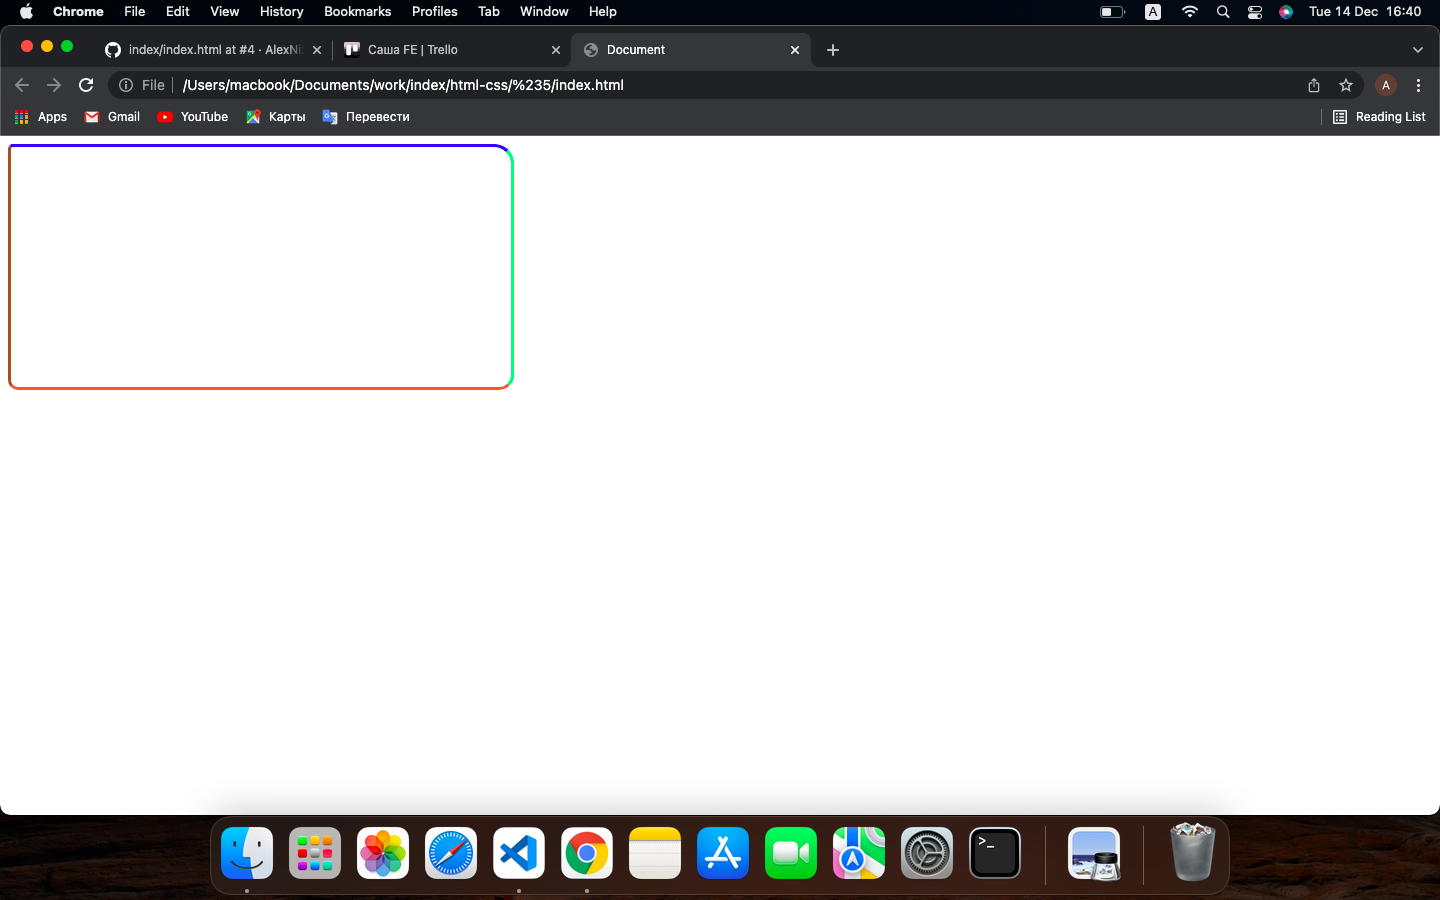 Chrome File Edit View History Bookmarks Profiles Tab Window Help A Tue 14 Dec 16:40
index/index.html at #4 · AlexNi Саша FE | Trello Document
File /Users/macbook/Documents/work/index/html-css/%235/index.html A
Apps Gmail YouTube Карты Перевести Reading List
>_